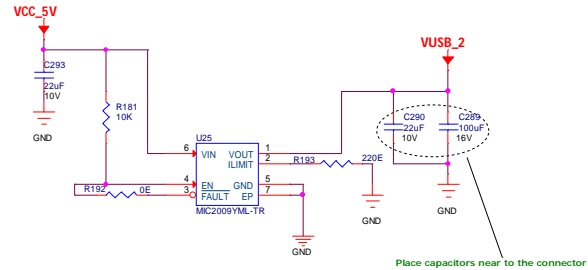 VCC_5V
VUSB_2
C293
22uF
10V
GND
R181
10K
U25
6 VIN VOUT 1
ILIMIT 2
R193
220E
C290
22uF
10V
C289
100uF
16V
R192
0E
4 EN GND 5
3 FAULT EP 7
MIC2009YML-TR
GND
GND
GND
Place capacitors near to the connector